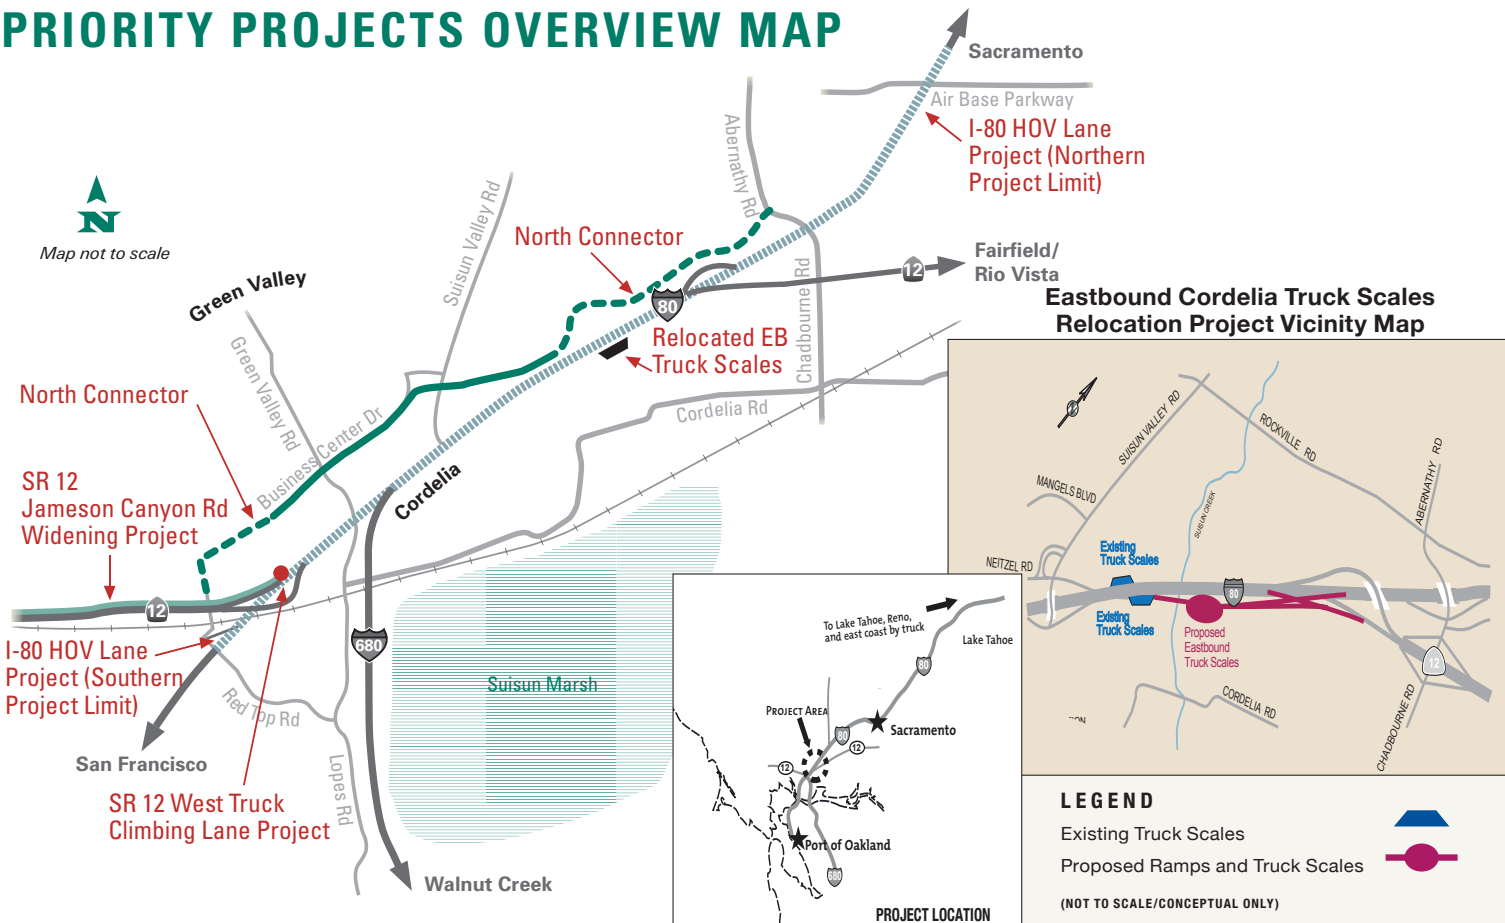 PRIORITY PROJECTS OVERVIEW MAP
Sacramento
Air Base Parkway
I-80 HOV Lane
Project (Northern
Project Limit)
Abernathy Rd
N
Map not to scale
Suisun Valley Rd
North Connector
Fairfield/
Rio Vista
12
80
Green Valley
Relocated EB
Truck Scales
Chadbourne Rd
Green Valley Rd
North Connector
Cordelia Rd
Business Center Dr
Cordelia
SR 12
Jameson Canyon Rd
Widening Project
12
I-80 HOV Lane
Project (Southern
Project Limit)
680
Suisun Marsh
Red Top Rd
San Francisco
Lopes Rd
SR 12 West Truck
Climbing Lane Project
Walnut Creek
Eastbound Cordelia Truck Scales
Relocation Project Vicinity Map
N
SUISUN VALLEY RD
ROCKVILLE RD
ABERNATHY RD
MANGELS BLVD
SUISUN CREEK
NEITZEL RD
Existing
Truck Scales
80
Existing
Truck Scales
Proposed
Eastbound
Truck Scales
12
CORDELIA RD
CHADBOURNE RD
To Lake Tahoe, Reno,
and east coast by truck
Lake Tahoe
80
PROJECT AREA
Sacramento
80
12
12
Port of Oakland
680
PROJECT LOCATION
LEGEND
Existing Truck Scales
Proposed Ramps and Truck Scales
(NOT TO SCALE/CONCEPTUAL ONLY)